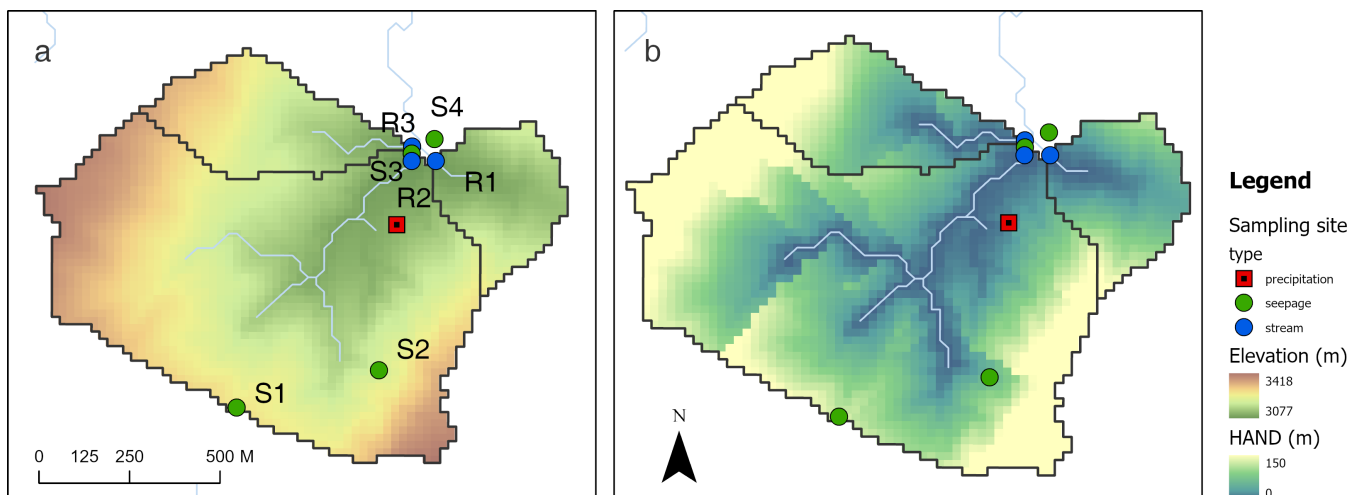 a
S4
R3
S3
R1
R2
S2
S1
0 125 250 500 M
b
N
Legend
Sampling site
type
precipitation
seepage
stream
Elevation (m)
3418
3077
HAND (m)
150
0